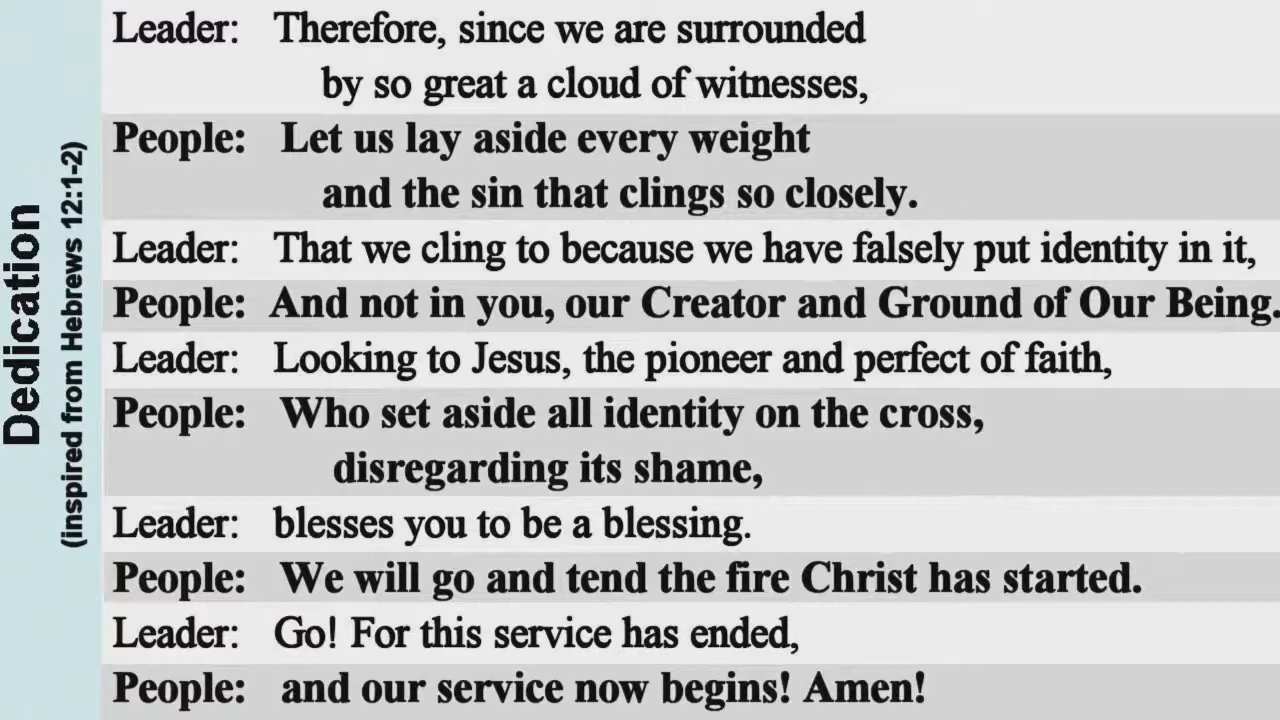 Dedication
(inspired from Hebrews 12:1-2)
Leader: Therefore, since we are surrounded
by so great a cloud of witnesses,
People: Let us lay aside every weight
and the sin that clings so closely.
Leader: That we cling to because we have falsely put identity in it,
People: And not in you, our Creator and Ground of Our Being.
Leader: Looking to Jesus, the pioneer and perfect of faith,
People: Who set aside all identity on the cross,
disregarding its shame,
Leader: blesses you to be a blessing.
People: We will go and tend the fire Christ has started.
Leader: Go! For this service has ended,
People: and our service now begins! Amen!